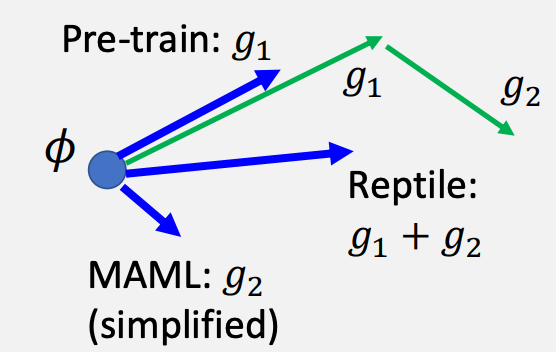 Pre-train: g₁
g₁
g₂
ϕ
Reptile:
g₁ + g₂
MAML: g₂
(simplified)